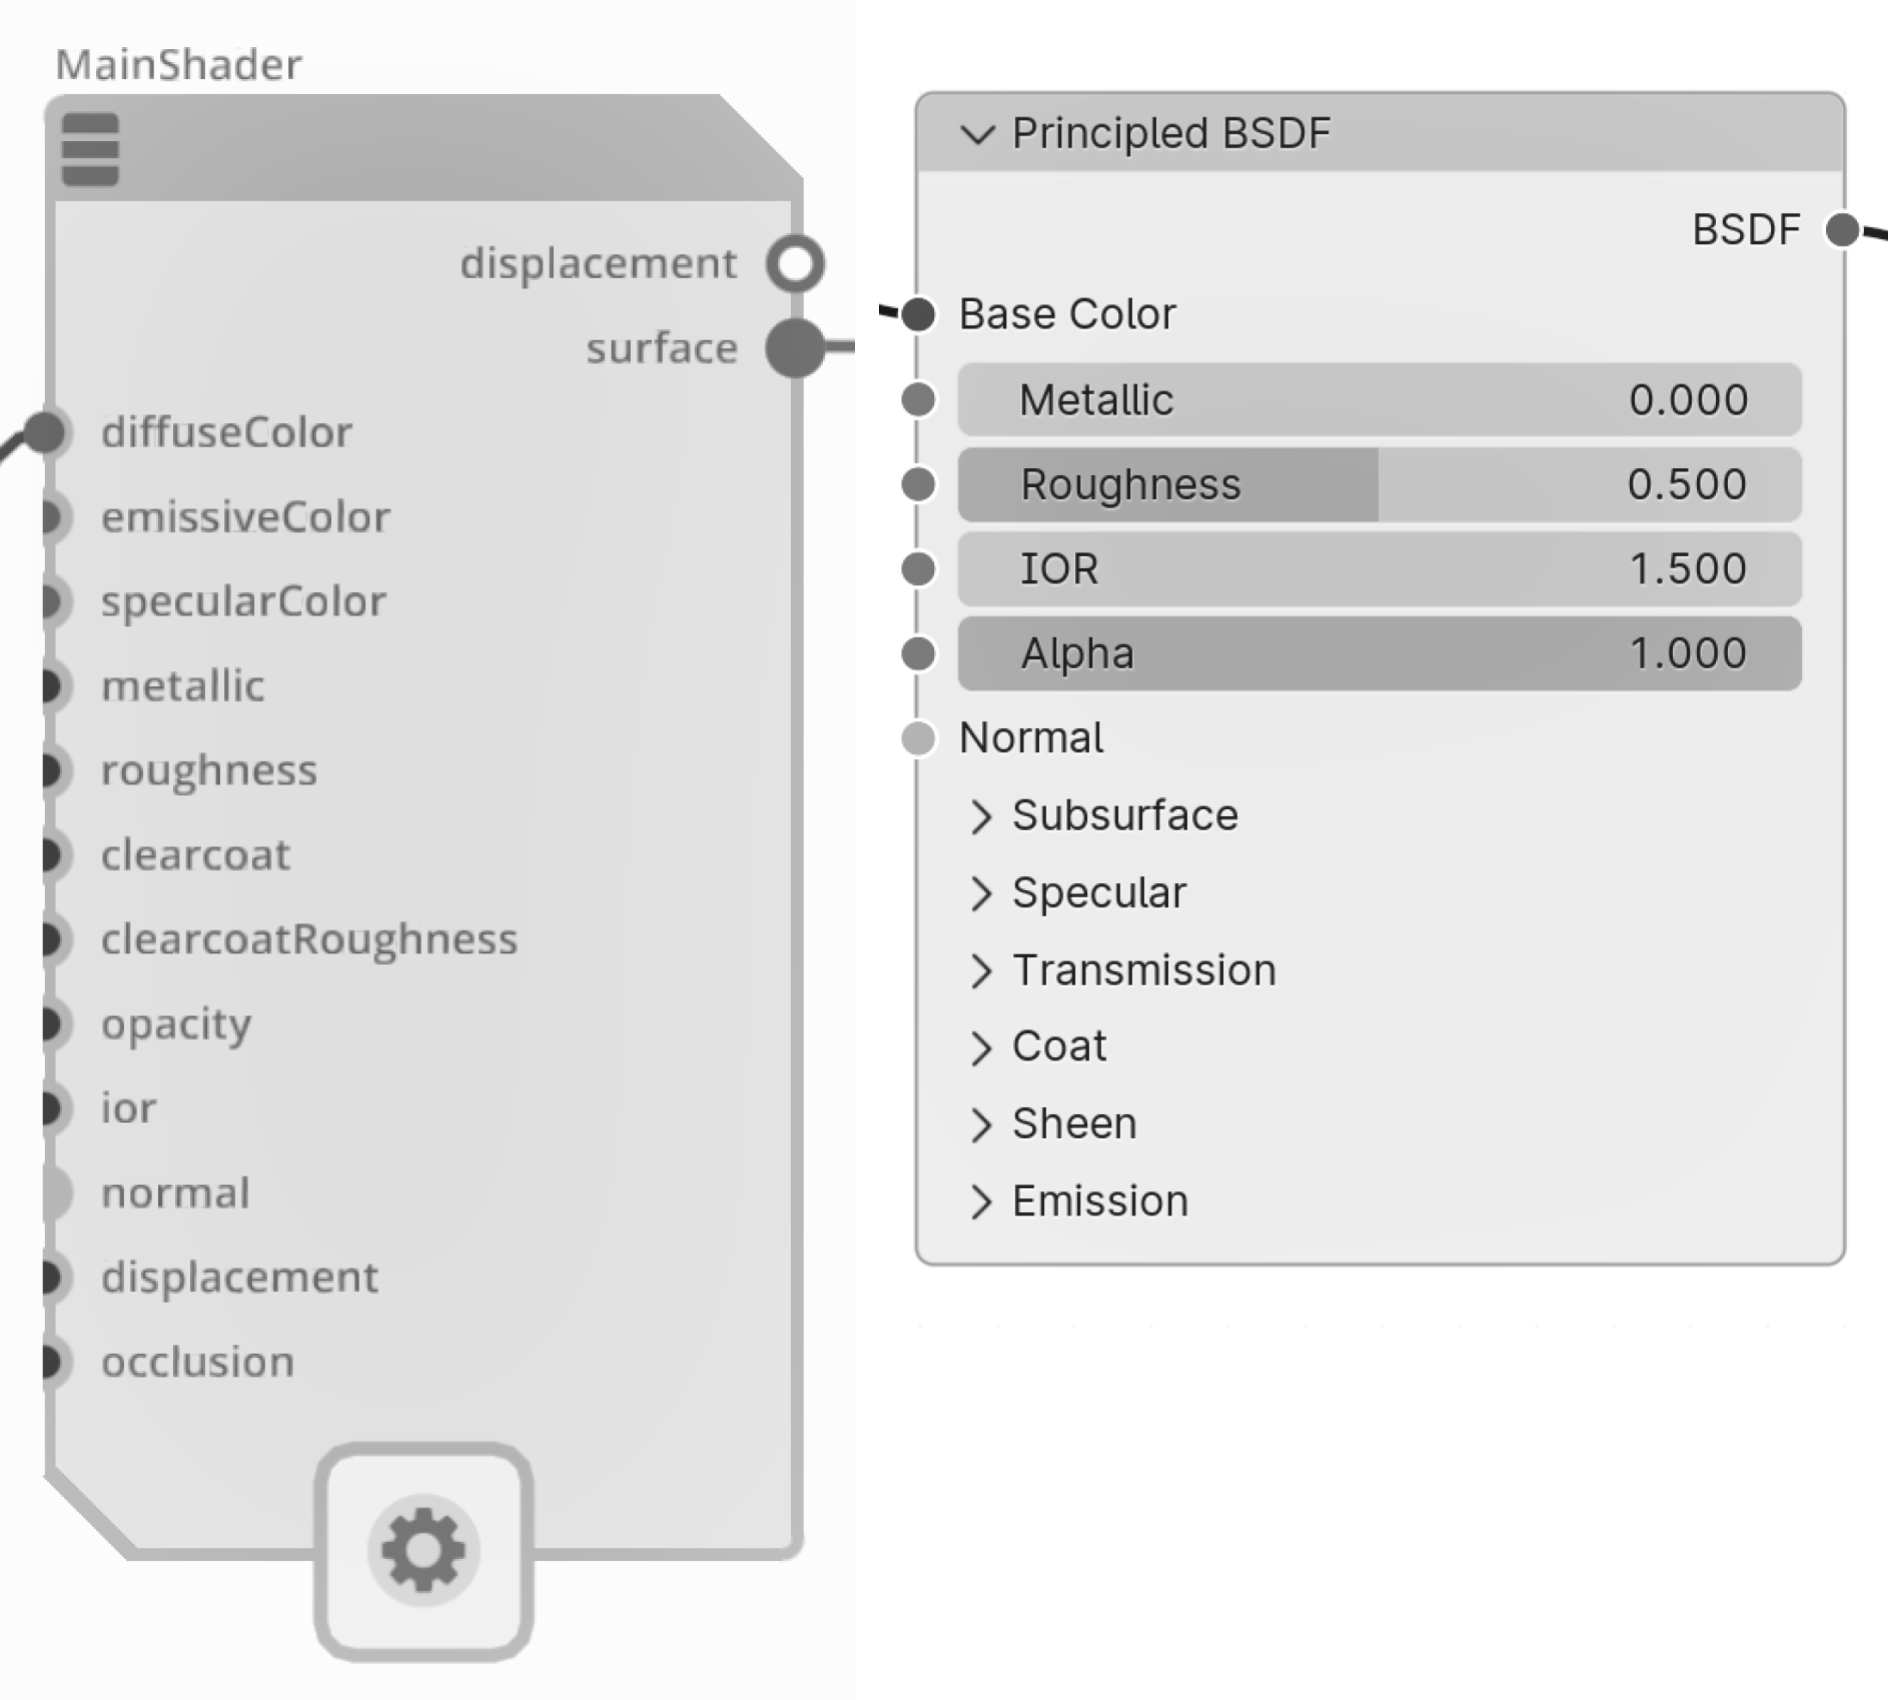 MainShader
displacement
surface
diffuseColor
emissiveColor
specularColor
metallic
roughness
clearcoat
clearcoatRoughness
opacity
ior
normal
displacement
occlusion
Principled BSDF
BSDF
Base Color
Metallic 0.000
Roughness 0.500
IOR 1.500
Alpha 1.000
Normal
Subsurface
Specular
Transmission
Coat
Sheen
Emission